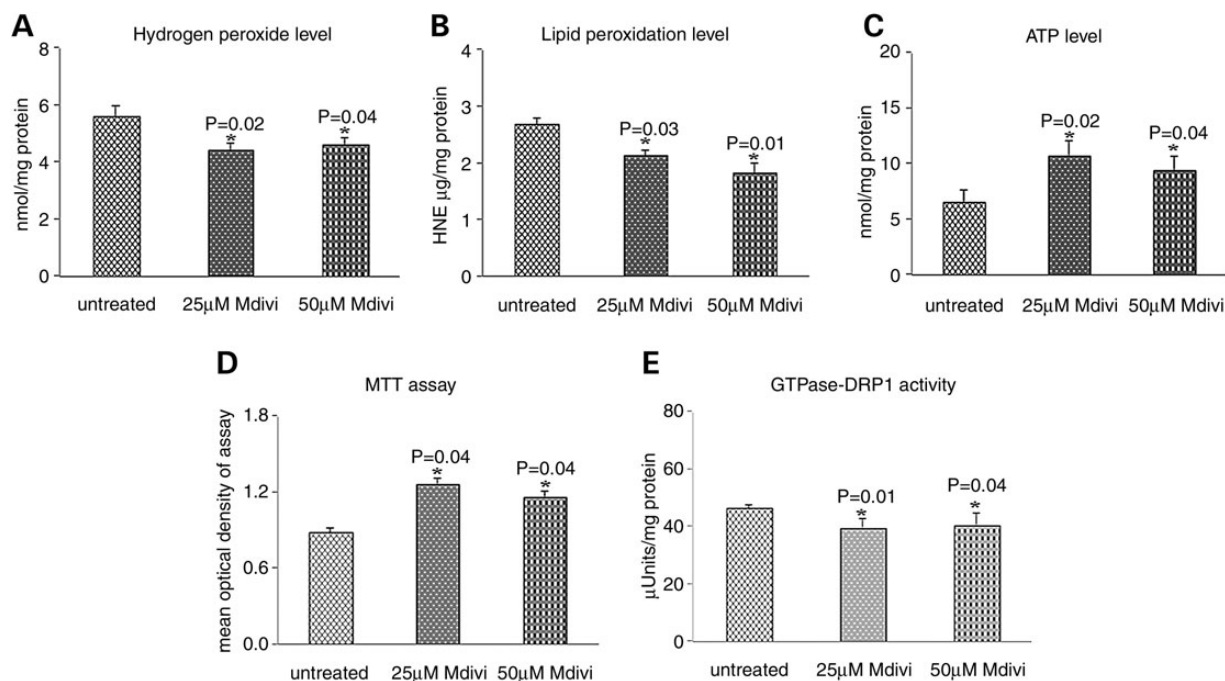 A
Hydrogen peroxide level
nmol/mg protein
8
6
4
2
0
P=0.02
*
P=0.04
*
untreated
25μM Mdivi
50μM Mdivi
B
Lipid peroxidation level
HNE μg/mg protein
4
3
2
1
0
P=0.03
*
P=0.01
*
untreated
25μM Mdivi
50μM Mdivi
C
ATP level
nmol/mg protein
20
15
10
5
0
P=0.02
*
P=0.04
*
untreated
25μM Mdivi
50μM Mdivi
D
MTT assay
mean optical density of assay
1.8
1.2
0.6
0.0
P=0.04
*
P=0.04
*
untreated
25μM Mdivi
50μM Mdivi
E
GTPase-DRP1 activity
μUnits/mg protein
80
60
40
20
0
P=0.01
*
P=0.04
*
untreated
25μM Mdivi
50μM Mdivi